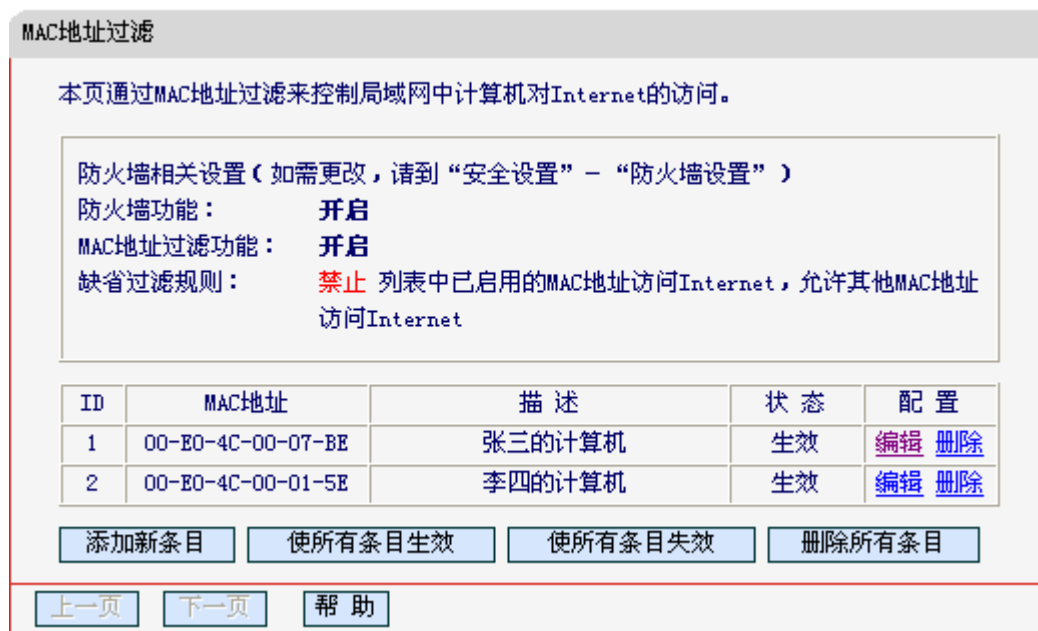 MAC地址过滤
本页通过MAC地址过滤来控制局域网中计算机对Internet的访问。
防火墙相关设置(如需更改,请到“安全设置”-“防火墙设置”)
防火墙功能: 开启
MAC地址过滤功能: 开启
缺省过滤规则: 禁止 列表中已启用的MAC地址访问Internet,允许其他MAC地址
访问Internet
ID MAC地址 描 述 状 态 配 置
1 00-E0-4C-00-07-BE 张三的计算机 生效 编辑 删除
2 00-E0-4C-00-01-5E 李四的计算机 生效 编辑 删除
添加新条目 使所有条目生效 使所有条目失效 删除所有条目
上一页 下一页 帮 助